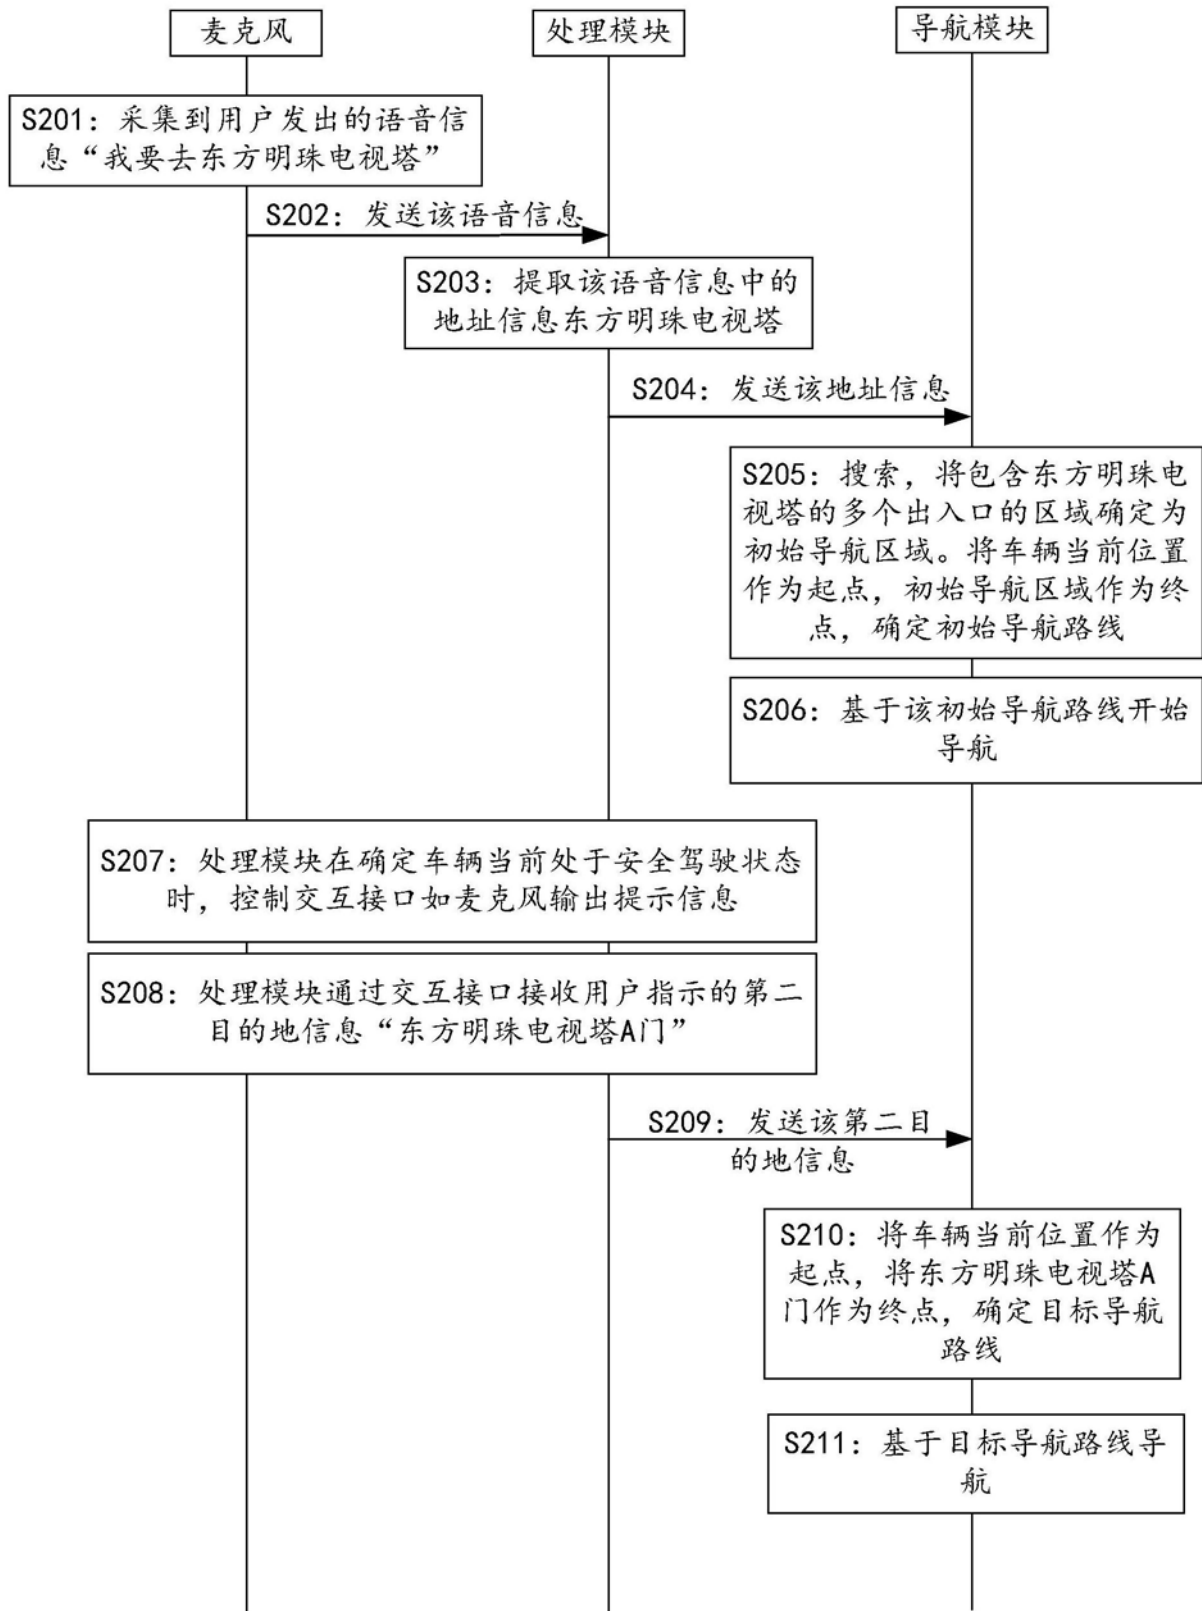 麦克风
处理模块
导航模块
S201：采集到用户发出的语音信
息“我要去东方明珠电视塔”
S202：发送该语音信息
S203：提取该语音信息中的
地址信息东方明珠电视塔
S204：发送该地址信息
S205：搜索，将包含东方明珠电
视塔的多个出入口的区域确定为
初始导航区域。将车辆当前位置
作为起点，初始导航区域作为终
点，确定初始导航路线
S206：基于该初始导航路线开始
导航
S207：处理模块在确定车辆当前处于安全驾驶状态
时，控制交互接口如麦克风输出提示信息
S208：处理模块通过交互接口接收用户指示的第二
目的地信息“东方明珠电视塔A门”
S209：发送该第二目
的地信息
S210：将车辆当前位置作为
起点，将东方明珠电视塔A
门作为终点，确定目标导航
路线
S211：基于目标导航路线导
航